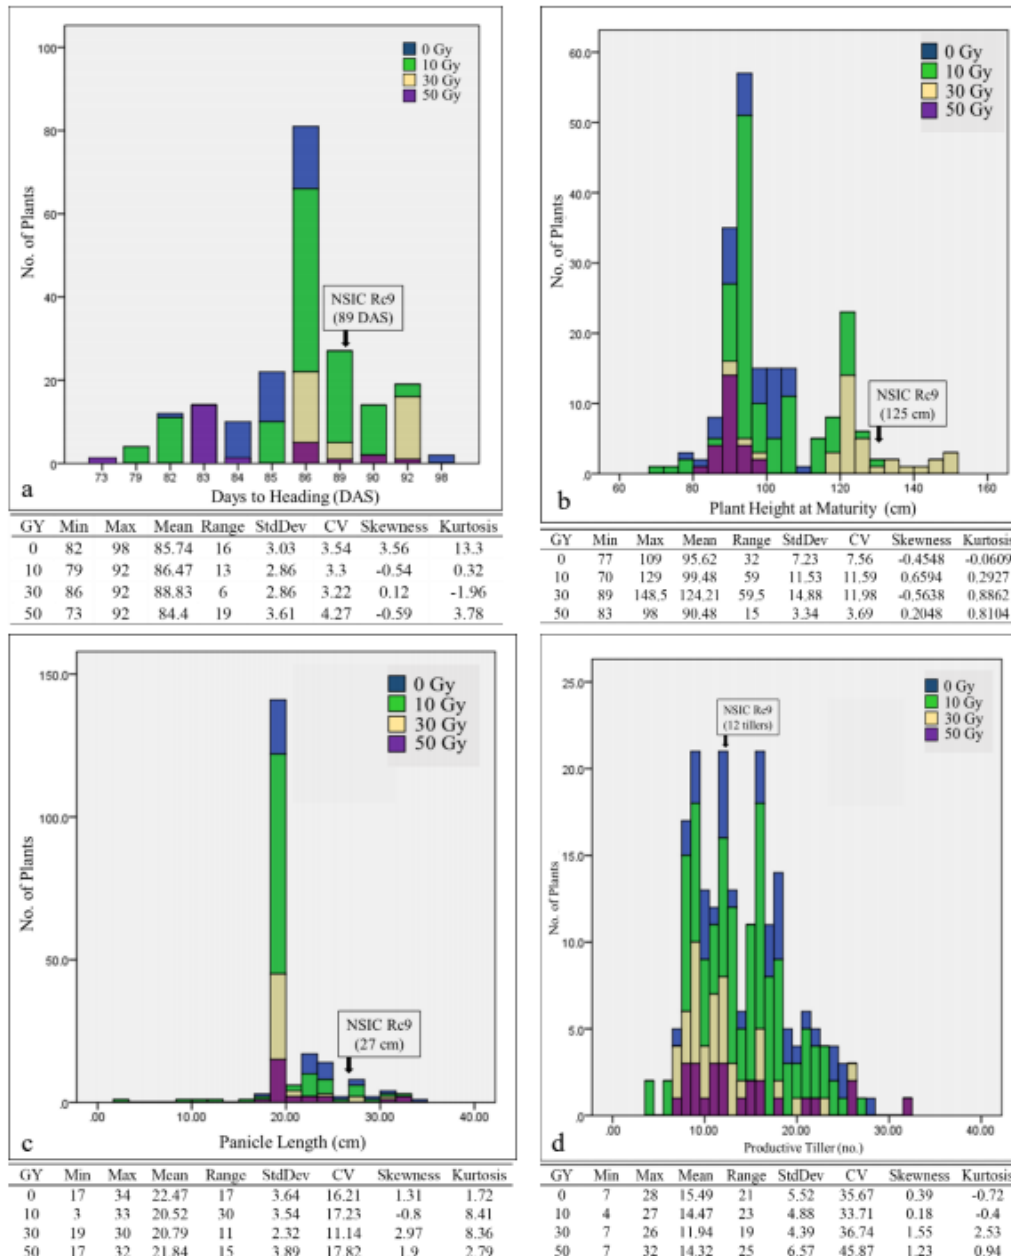 100
80
60
40
20
0
No. of Plants
0 Gy
10 Gy
30 Gy
50 Gy
NSIC Rc9
(89 DAS)
73 79 82 83 84 85 86 89 90 92 98
Days to Heading (DAS)
a
GY Min Max Mean Range StdDev CV Skewness Kurtosis
0 82 98 85.74 16 3.03 3.54 3.56 13.3
10 79 92 86.47 13 2.86 3.3 -0.54 0.32
30 86 92 88.83 6 2.86 3.22 0.12 -1.96
50 73 92 84.4 19 3.61 4.27 -0.59 3.78
60.0
50.0
40.0
30.0
20.0
10.0
.0
No. of Plants
0 Gy
10 Gy
30 Gy
50 Gy
NSIC Rc9
(125 cm)
60 80 100 120 140 160
Plant Height at Maturity (cm)
b
GY Min Max Mean Range StdDev CV Skewness Kurtosis
0 77 109 95.62 32 7.23 7.56 -0.4548 -0.0609
10 70 129 99.48 59 11.53 11.59 0.6594 0.2927
30 89 148.5 124.21 59.5 14.88 11.98 -0.5638 0.8862
50 83 98 90.48 15 3.34 3.69 0.2048 0.8104
150.0
100.0
50.0
.0
No. of Plants
0 Gy
10 Gy
30 Gy
50 Gy
NSIC Rc9
(27 cm)
.00 10.00 20.00 30.00 40.00
Panicle Length (cm)
c
GY Min Max Mean Range StdDev CV Skewness Kurtosis
0 17 34 22.47 17 3.64 16.21 1.31 1.72
10 3 33 20.52 30 3.54 17.23 -0.8 8.41
30 19 30 20.79 11 2.32 11.14 2.97 8.36
50 17 32 21.84 15 3.89 17.82 1.9 2.79
25.0
20.0
15.0
10.0
5.0
.0
No. of Plants
0 Gy
10 Gy
30 Gy
50 Gy
NSIC Rc9
(12 tillers)
.00 10.00 20.00 30.00 40.00
Productive Tiller (no.)
d
GY Min Max Mean Range StdDev CV Skewness Kurtosis
0 7 28 15.49 21 5.52 35.67 0.39 -0.72
10 4 27 14.47 23 4.88 33.71 0.18 -0.4
30 7 26 11.94 19 4.39 36.74 1.55 2.53
50 7 32 14.32 25 6.57 45.87 1.23 0.94